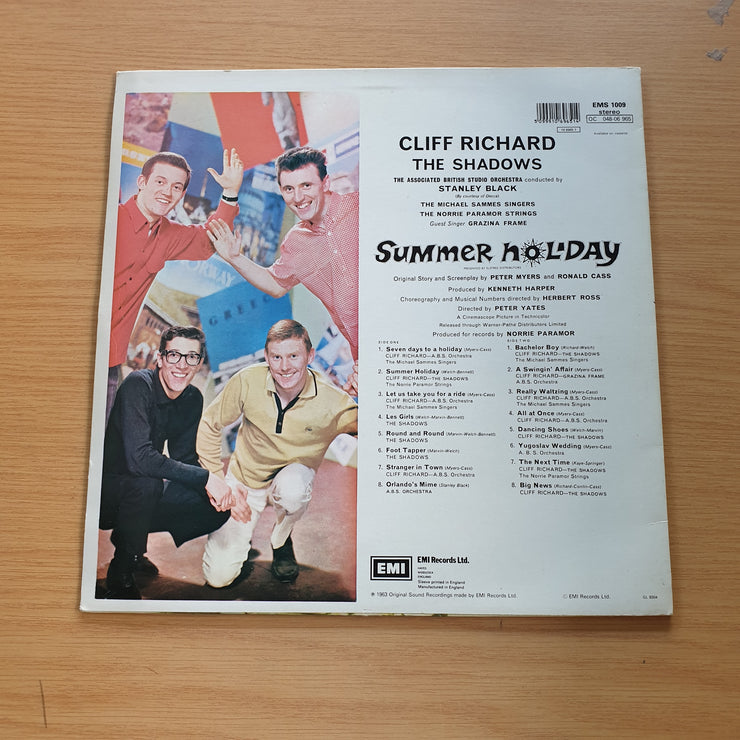 EMS 1009
stereo
OC 048-06 965
CLIFF RICHARD
THE SHADOWS
THE ASSOCIATED BRITISH STUDIO ORCHESTRA conducted by
STANLEY BLACK
(By courtesy of Decca)
THE MICHAEL SAMMES SINGERS
THE NORRIE PARAMOR STRINGS
Guest Singer GRAZINA FRAME
SUMMER HOLIDAY
Original Story and Screenplay by PETER MYERS and RONALD CASS
Produced by KENNETH HARPER
Choreography and Musical Numbers directed by HERBERT ROSS
Directed by PETER YATES
A Cinemascope Picture in Technicolor
Released through Warner-Pathe Distributors Limited
Produced for records by NORRIE PARAMOR
SIDE ONE
1. Seven days to a holiday (Myers-Cass)
CLIFF RICHARD—A.B.S. Orchestra
The Michael Sammes Singers
2. Summer Holiday (Welch-Bennett)
CLIFF RICHARD—THE SHADOWS
The Norrie Paramor Strings
3. Let us take you for a ride (Myers-Cass)
CLIFF RICHARD—A.B.S. Orchestra
The Michael Sammes Singers
4. Les Girls (Welch-Marvin-Bennett)
THE SHADOWS
5. Round and Round (Marvin-Welch-Bennett)
THE SHADOWS
6. Foot Tapper (Marvin-Welch)
THE SHADOWS
7. Stranger in Town (Myers-Cass)
CLIFF RICHARD—A.B.S. Orchestra
8. Orlando's Mime (Stanley Black)
A.B.S. ORCHESTRA
SIDE TWO
1. Bachelor Boy (Richard-Welch)
CLIFF RICHARD—THE SHADOWS
The Michael Sammes Singers
2. A Swingin' Affair (Myers-Cass)
CLIFF RICHARD—GRAZINA FRAME
A.B.S. Orchestra
3. Really Waltzing (Myers-Cass)
CLIFF RICHARD—A.B.S. Orchestra
The Michael Sammes Singers
4. All at Once (Myers-Cass)
CLIFF RICHARD—A.B.S. Orchestra
5. Dancing Shoes (Welch-Marvin)
CLIFF RICHARD—THE SHADOWS
6. Yugoslav Wedding (Myers-Cass)
A. B. S. Orchestra
7. The Next Time (Kaye-Springer)
CLIFF RICHARD—THE SHADOWS
The Norrie Paramor Strings
8. Big News (Richard-Conlin-Cass)
CLIFF RICHARD—THE SHADOWS
EMI
EMI Records Ltd.
HAYES
MIDDLESEX
ENGLAND
Sleeve printed in England
Manufactured in England
℗ 1963 Original Sound Recordings made by EMI Records Ltd.
© EMI Records Ltd.
GREECE